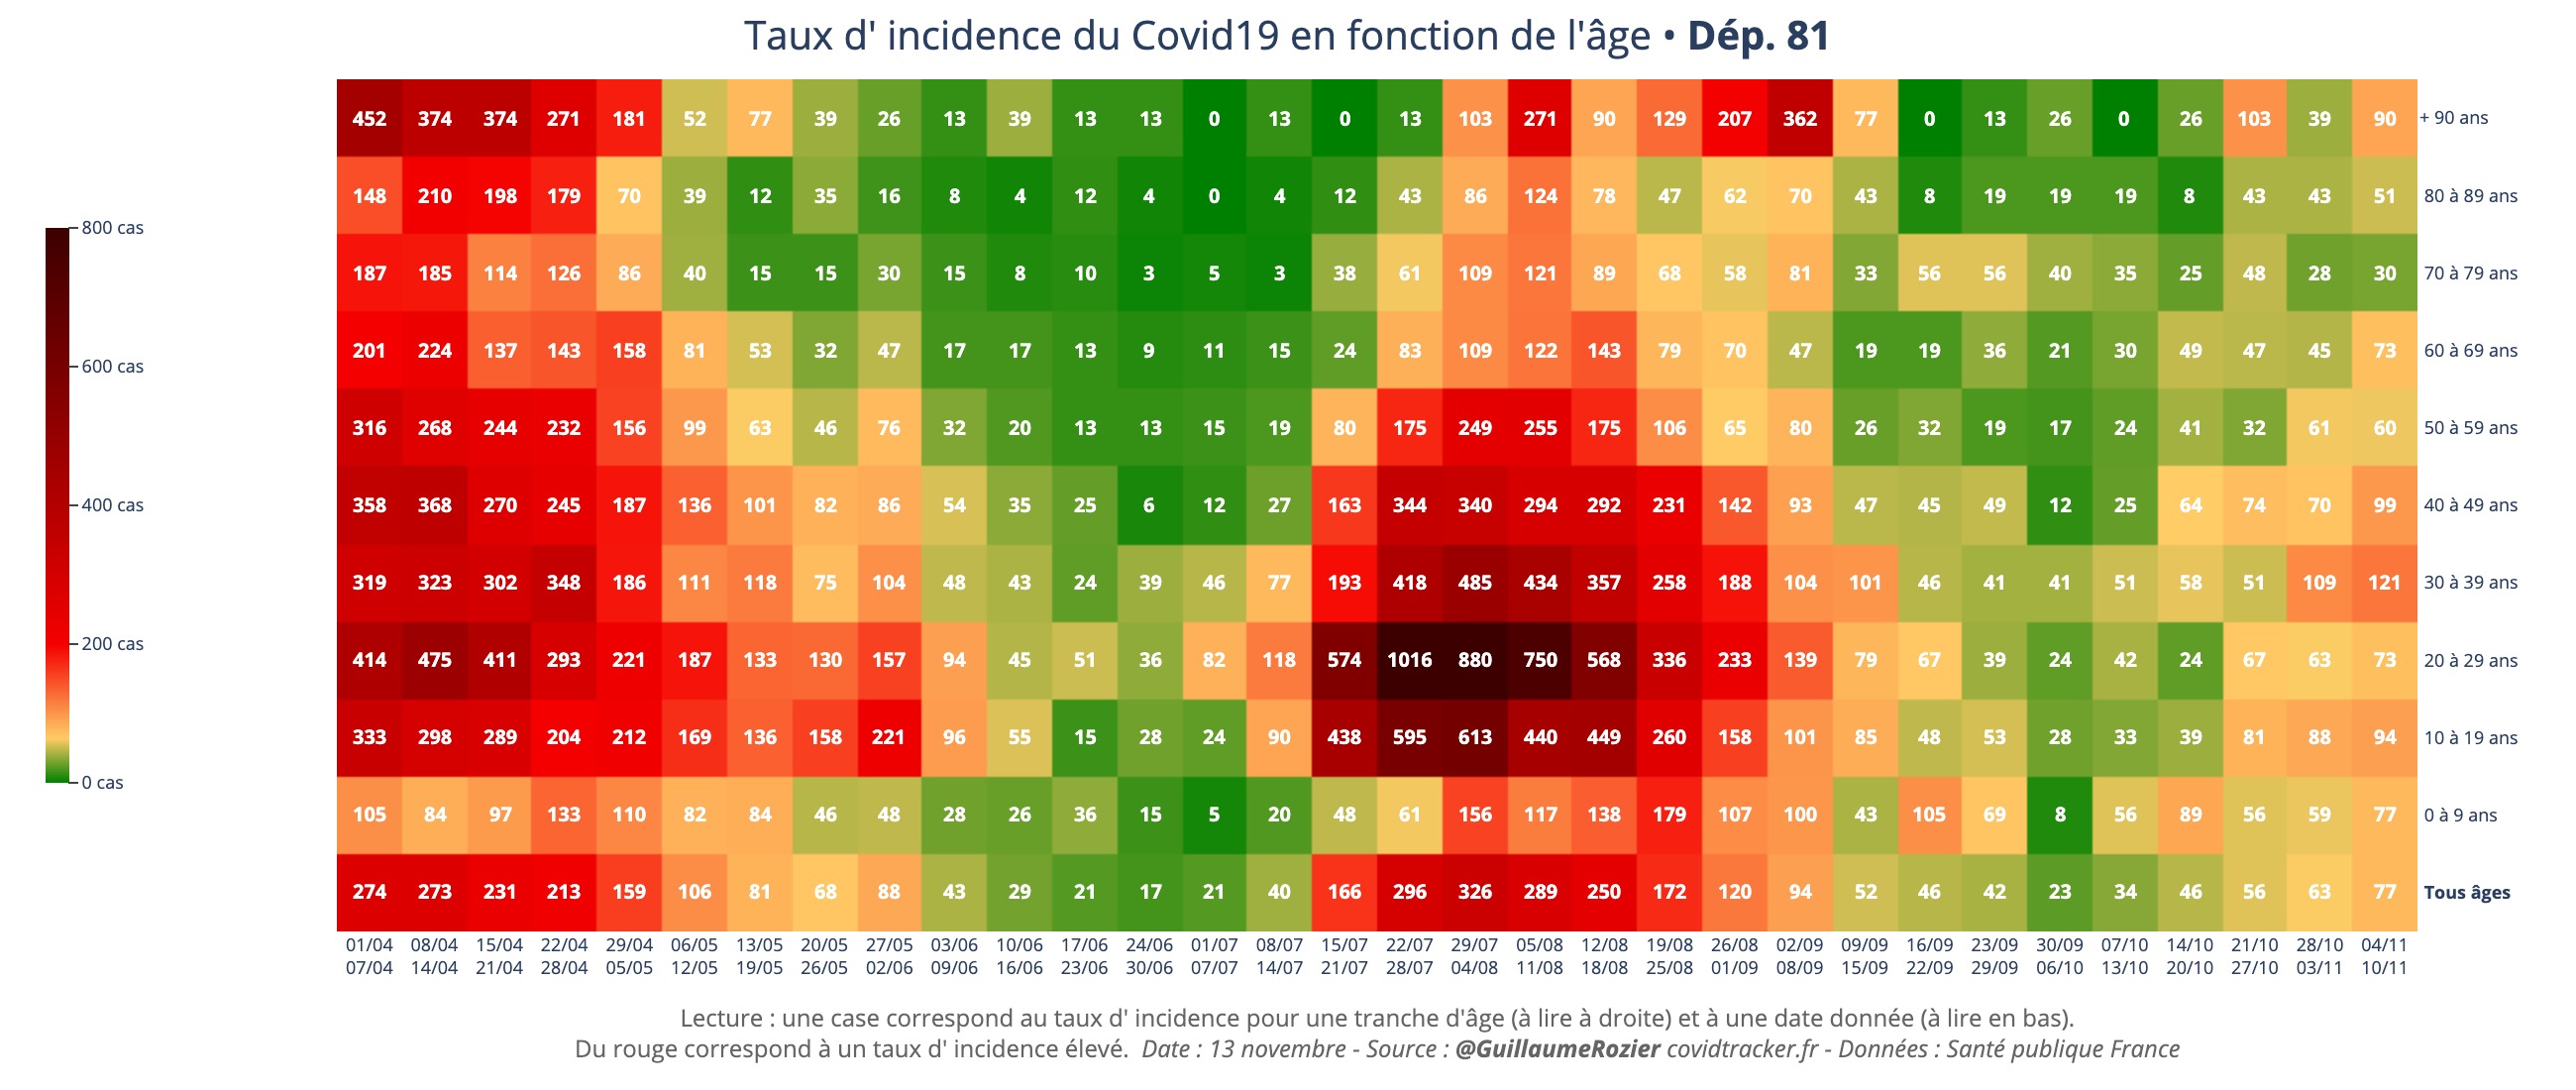 Taux d' incidence du Covid19 en fonction de l'âge • Dép. 81
800 cas
600 cas
400 cas
200 cas
0 cas
452 374 374 271 181 52 77 39 26 13 39 13 13 0 13 0 13 103 271 90 129 207 362 77 0 13 26 0 26 103 39 90 + 90 ans
148 210 198 179 70 39 12 35 16 8 4 12 4 0 4 12 43 86 124 78 47 62 70 43 8 19 19 19 8 43 43 51 80 à 89 ans
187 185 114 126 86 40 15 15 30 15 8 10 3 5 3 38 61 109 121 89 68 58 81 33 56 56 40 35 25 48 28 30 70 à 79 ans
201 224 137 143 158 81 53 32 47 17 17 13 9 11 15 24 83 109 122 143 79 70 47 19 19 36 21 30 49 47 45 73 60 à 69 ans
316 268 244 232 156 99 63 46 76 32 20 13 13 15 19 80 175 249 255 175 106 65 80 26 32 19 17 24 41 32 61 60 50 à 59 ans
358 368 270 245 187 136 101 82 86 54 35 25 6 12 27 163 344 340 294 292 231 142 93 47 45 49 12 25 64 74 70 99 40 à 49 ans
319 323 302 348 186 111 118 75 104 48 43 24 39 46 77 193 418 485 434 357 258 188 104 101 46 41 41 51 58 51 109 121 30 à 39 ans
414 475 411 293 221 187 133 130 157 94 45 51 36 82 118 574 1016 880 750 568 336 233 139 79 67 39 24 42 24 67 63 73 20 à 29 ans
333 298 289 204 212 169 136 158 221 96 55 15 28 24 90 438 595 613 440 449 260 158 101 85 48 53 28 33 39 81 88 94 10 à 19 ans
105 84 97 133 110 82 84 46 48 28 26 36 15 5 20 48 61 156 117 138 179 107 100 43 105 69 8 56 89 56 59 77 0 à 9 ans
274 273 231 213 159 106 81 68 88 43 29 21 17 21 40 166 296 326 289 250 172 120 94 52 46 42 23 34 46 56 63 77 Tous âges
01/04 08/04 15/04 22/04 29/04 06/05 13/05 20/05 27/05 03/06 10/06 17/06 24/06 01/07 08/07 15/07 22/07 29/07 05/08 12/08 19/08 26/08 02/09 09/09 16/09 23/09 30/09 07/10 14/10 21/10 28/10 04/11
07/04 14/04 21/04 28/04 05/05 12/05 19/05 26/05 02/06 09/06 16/06 23/06 30/06 07/07 14/07 21/07 28/07 04/08 11/08 18/08 25/08 01/09 08/09 15/09 22/09 29/09 06/10 13/10 20/10 27/10 03/11 10/11
Lecture : une case correspond au taux d' incidence pour une tranche d'âge (à lire à droite) et à une date donnée (à lire en bas).
Du rouge correspond à un taux d' incidence élevé. Date : 13 novembre - Source : @GuillaumeRozier covidtracker.fr - Données : Santé publique France